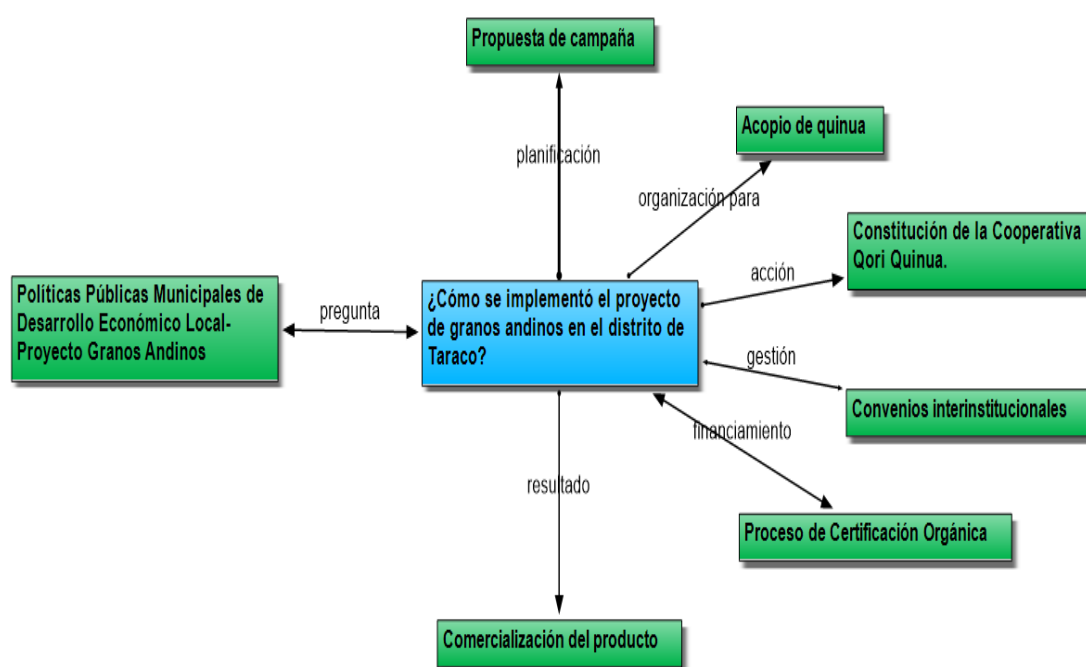 Propuesta de campaña
Acopio de quinua
planificación
organización para
Constitución de la Cooperativa
Qori Quinua.
acción
Políticas Públicas Municipales de
Desarrollo Económico Local-
Proyecto Granos Andinos
pregunta
¿Cómo se implementó el proyecto
de granos andinos en el distrito de
Taraco?
gestión
Convenios interinstitucionales
financiamiento
resultado
Proceso de Certificación Orgánica
Comercialización del producto